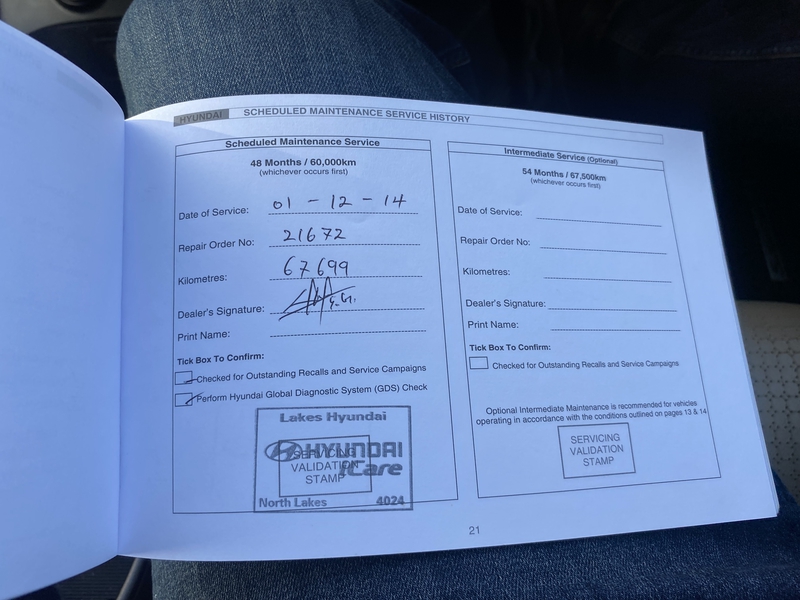 HYUNDAI SCHEDULED MAINTENANCE SERVICE HISTORY
Scheduled Maintenance Service
48 Months / 60,000km
(whichever occurs first)
Date of Service: 01 - 12 - 14
Repair Order No: 21672
Kilometres: 67699
Dealer's Signature:
Print Name:
Tick Box To Confirm:
Checked for Outstanding Recalls and Service Campaigns
Perform Hyundai Global Diagnostic System (GDS) Check
Lakes Hyundai
HYUNDAI
iCare
SERVICING
VALIDATION
STAMP
North Lakes 4024
Intermediate Service (Optional)
54 Months / 67,500km
(whichever occurs first)
Date of Service:
Repair Order No:
Kilometres:
Dealer's Signature:
Print Name:
Tick Box To Confirm:
Checked for Outstanding Recalls and Service Campaigns
Optional Intermediate Maintenance is recommended for vehicles
operating in accordance with the conditions outlined on pages 13 & 14
SERVICING
VALIDATION
STAMP
21